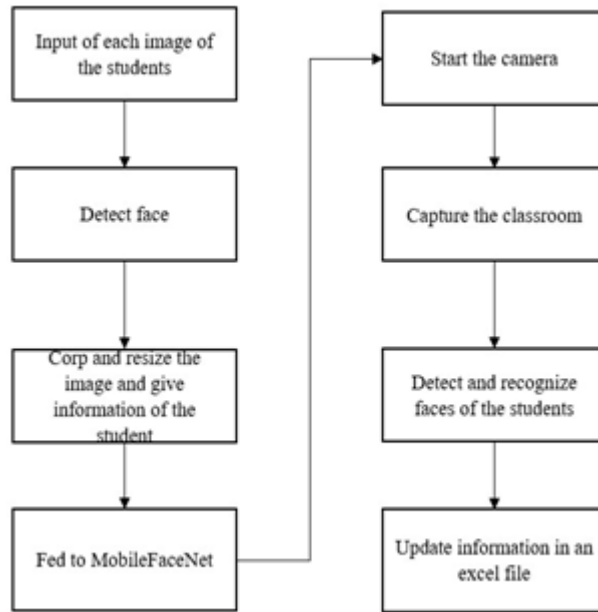 Input of each image of
the students
Detect face
Corp and resize the
image and give
information of the
student
Fed to MobileFaceNet
Start the camera
Capture the classroom
Detect and recognize
faces of the students
Update information in an
excel file